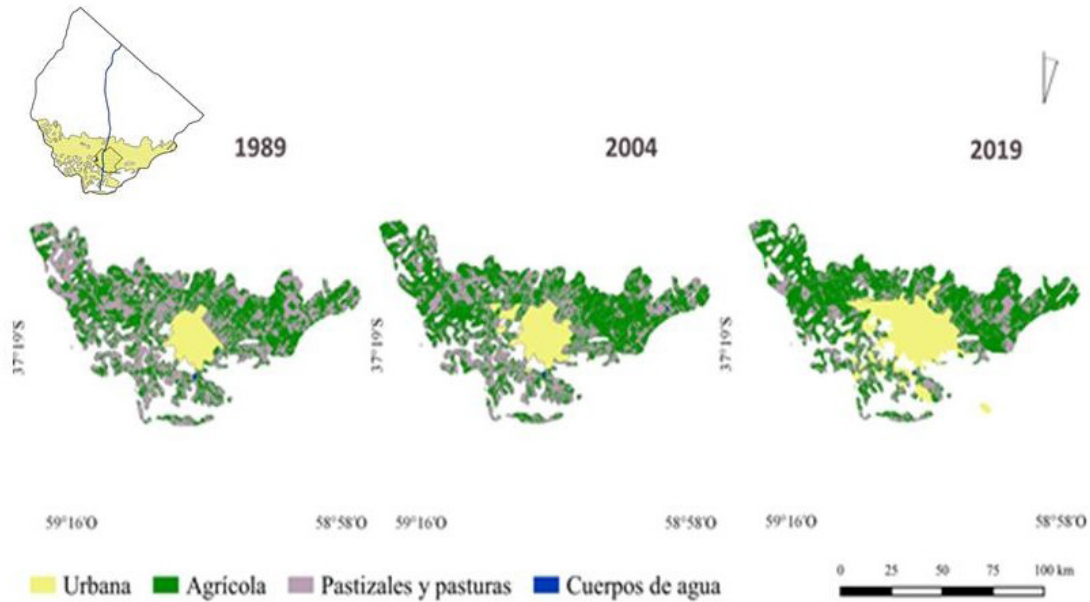 1989
2004
2019
37°19'S
37°19'S
37°19'S
59°16'O
58°58'O
59°16'O
58°58'O
59°16'O
58°58'O
Urbana
Agrícola
Pastizales y pasturas
Cuerpos de agua
0 25 50 75 100 km